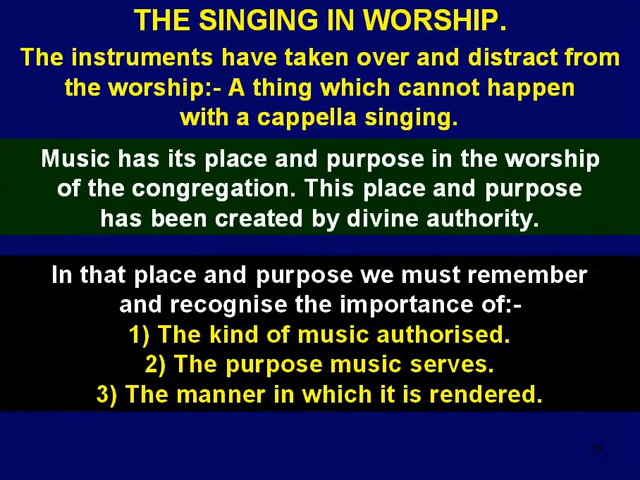 THE SINGING IN WORSHIP.
The instruments have taken over and distract from
the worship:- A thing which cannot happen
with a cappella singing.
Music has its place and purpose in the worship
of the congregation. This place and purpose
has been created by divine authority.
In that place and purpose we must remember
and recognise the importance of:-
1) The kind of music authorised.
2) The purpose music serves.
3) The manner in which it is rendered.